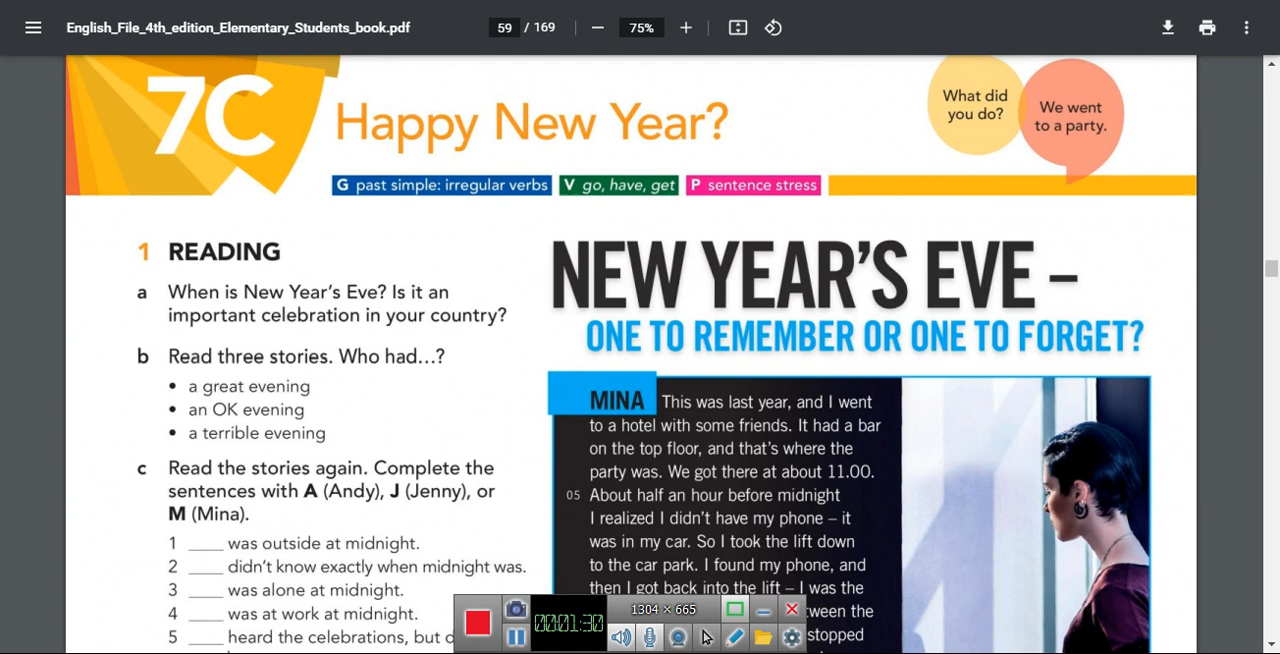 English_File_4th_edition_Elementary_Students_book.pdf
59 / 169
75%
7C
Happy New Year?
What did
you do?
We went
to a party.
G past simple: irregular verbs
V go, have, get
P sentence stress
1 READING
a When is New Year's Eve? Is it an
important celebration in your country?
b Read three stories. Who had…?
• a great evening
• an OK evening
• a terrible evening
c Read the stories again. Complete the
sentences with A (Andy), J (Jenny), or
M (Mina).
1 ____ was outside at midnight.
2 ____ didn't know exactly when midnight was.
3 ____ was alone at midnight.
4 ____ was at work at midnight.
5 ____ heard the celebrations, but
NEW YEAR'S EVE –
ONE TO REMEMBER OR ONE TO FORGET?
MINA This was last year, and I went
to a hotel with some friends. It had a bar
on the top floor, and that's where the
party was. We got there at about 11.00.
05 About half an hour before midnight
I realized I didn't have my phone – it
was in my car. So I took the lift down
to the car park. I found my phone, and
then I got back into the lift – I was the
tween the
stopped
00:01:30
1304 × 665